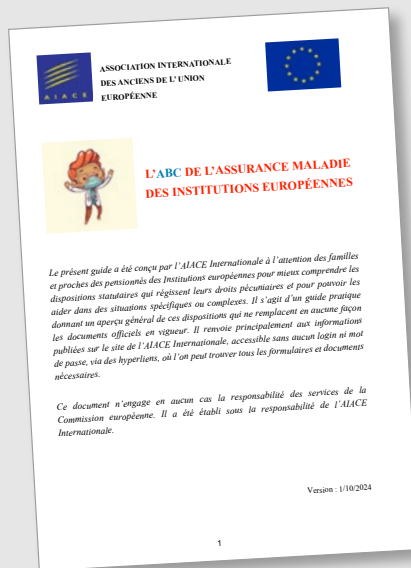 AIACE
ASSOCIATION INTERNATIONALE
DES ANCIENS DE L' UNION
EUROPÉENNE
L'ABC DE L'ASSURANCE MALADIE
DES INSTITUTIONS EUROPÉENNES
Le présent guide a été conçu par l'AIACE Internationale à l'attention des familles
et proches des pensionnés des Institutions européennes pour mieux comprendre les
dispositions statutaires qui régissent leurs droits pécuniaires et pour pouvoir les
aider dans des situations spécifiques ou complexes. Il s'agit d'un guide pratique
donnant un aperçu général de ces dispositions qui ne remplacent en aucune façon
les documents officiels en vigueur. Il renvoie principalement aux informations
publiées sur le site de l'AIACE Internationale, accessible sans aucun login ni mot
de passe, via des hyperliens, où l'on peut trouver tous les formulaires et documents
nécessaires.
Ce document n'engage en aucun cas la responsabilité des services de la
Commission européenne. Il a été établi sous la responsabilité de l'AIACE
Internationale.
Version : 1/10/2024
1